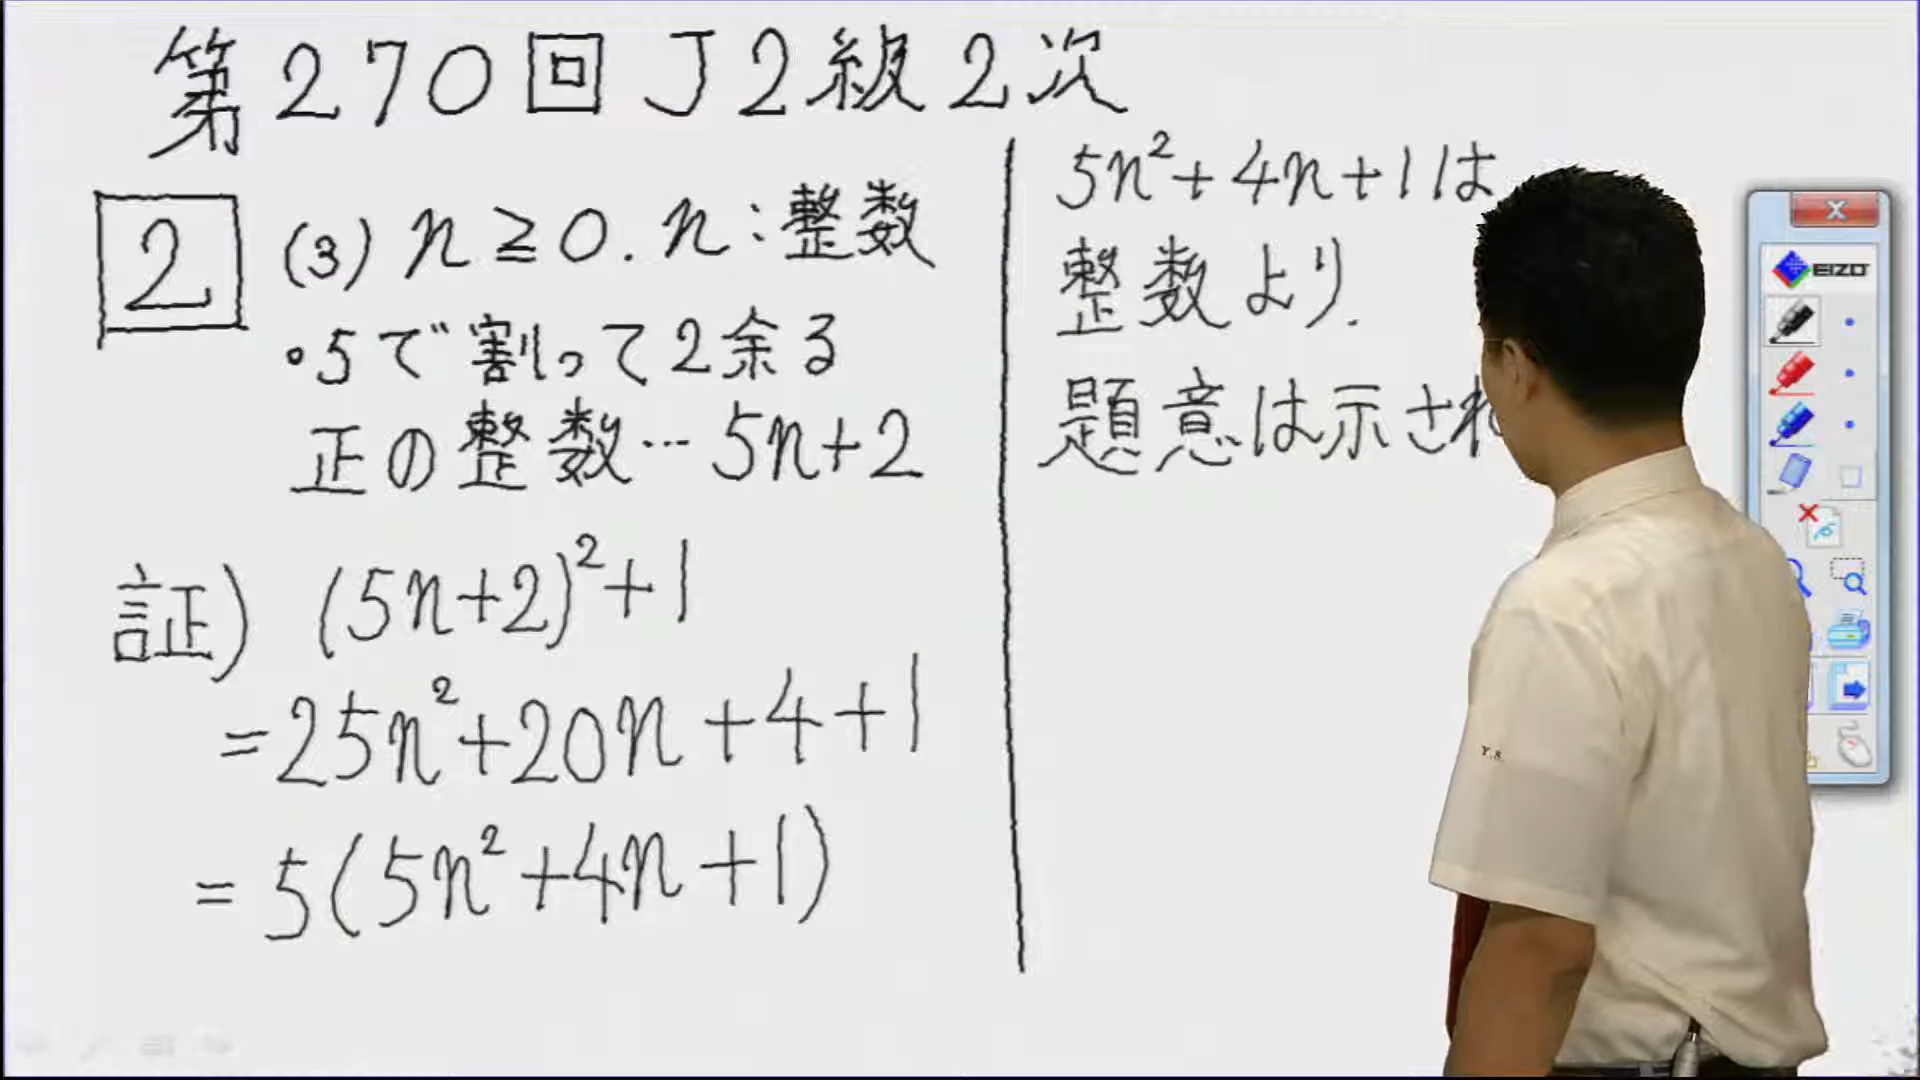 第270回 J2級2次
2 (3) n≧0. n:整数
・5で割って2余る
正の整数…5n+2
証) (5n+2)²+1
=25n²+20n+4+1
=5(5n²+4n+1)
5n²+4n+1は
整数より.
題意は示され
EIZO
Y.S.